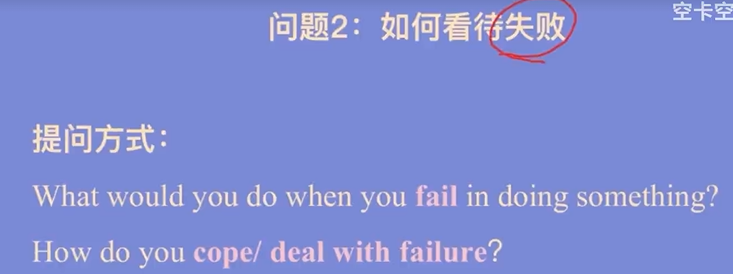 空卡空
问题2：如何看待失败
提问方式：
What would you do when you fail in doing something?
How do you cope/ deal with failure?